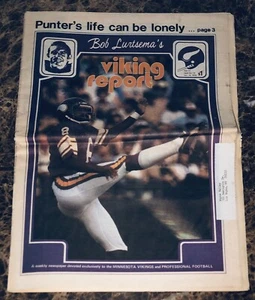 Punter's life can be lonely ... page 3
Bob Lurtsema's
viking
report
A weekly newspaper devoted exclusively to the MINNESOTA VIKINGS and PROFESSIONAL FOOTBALL